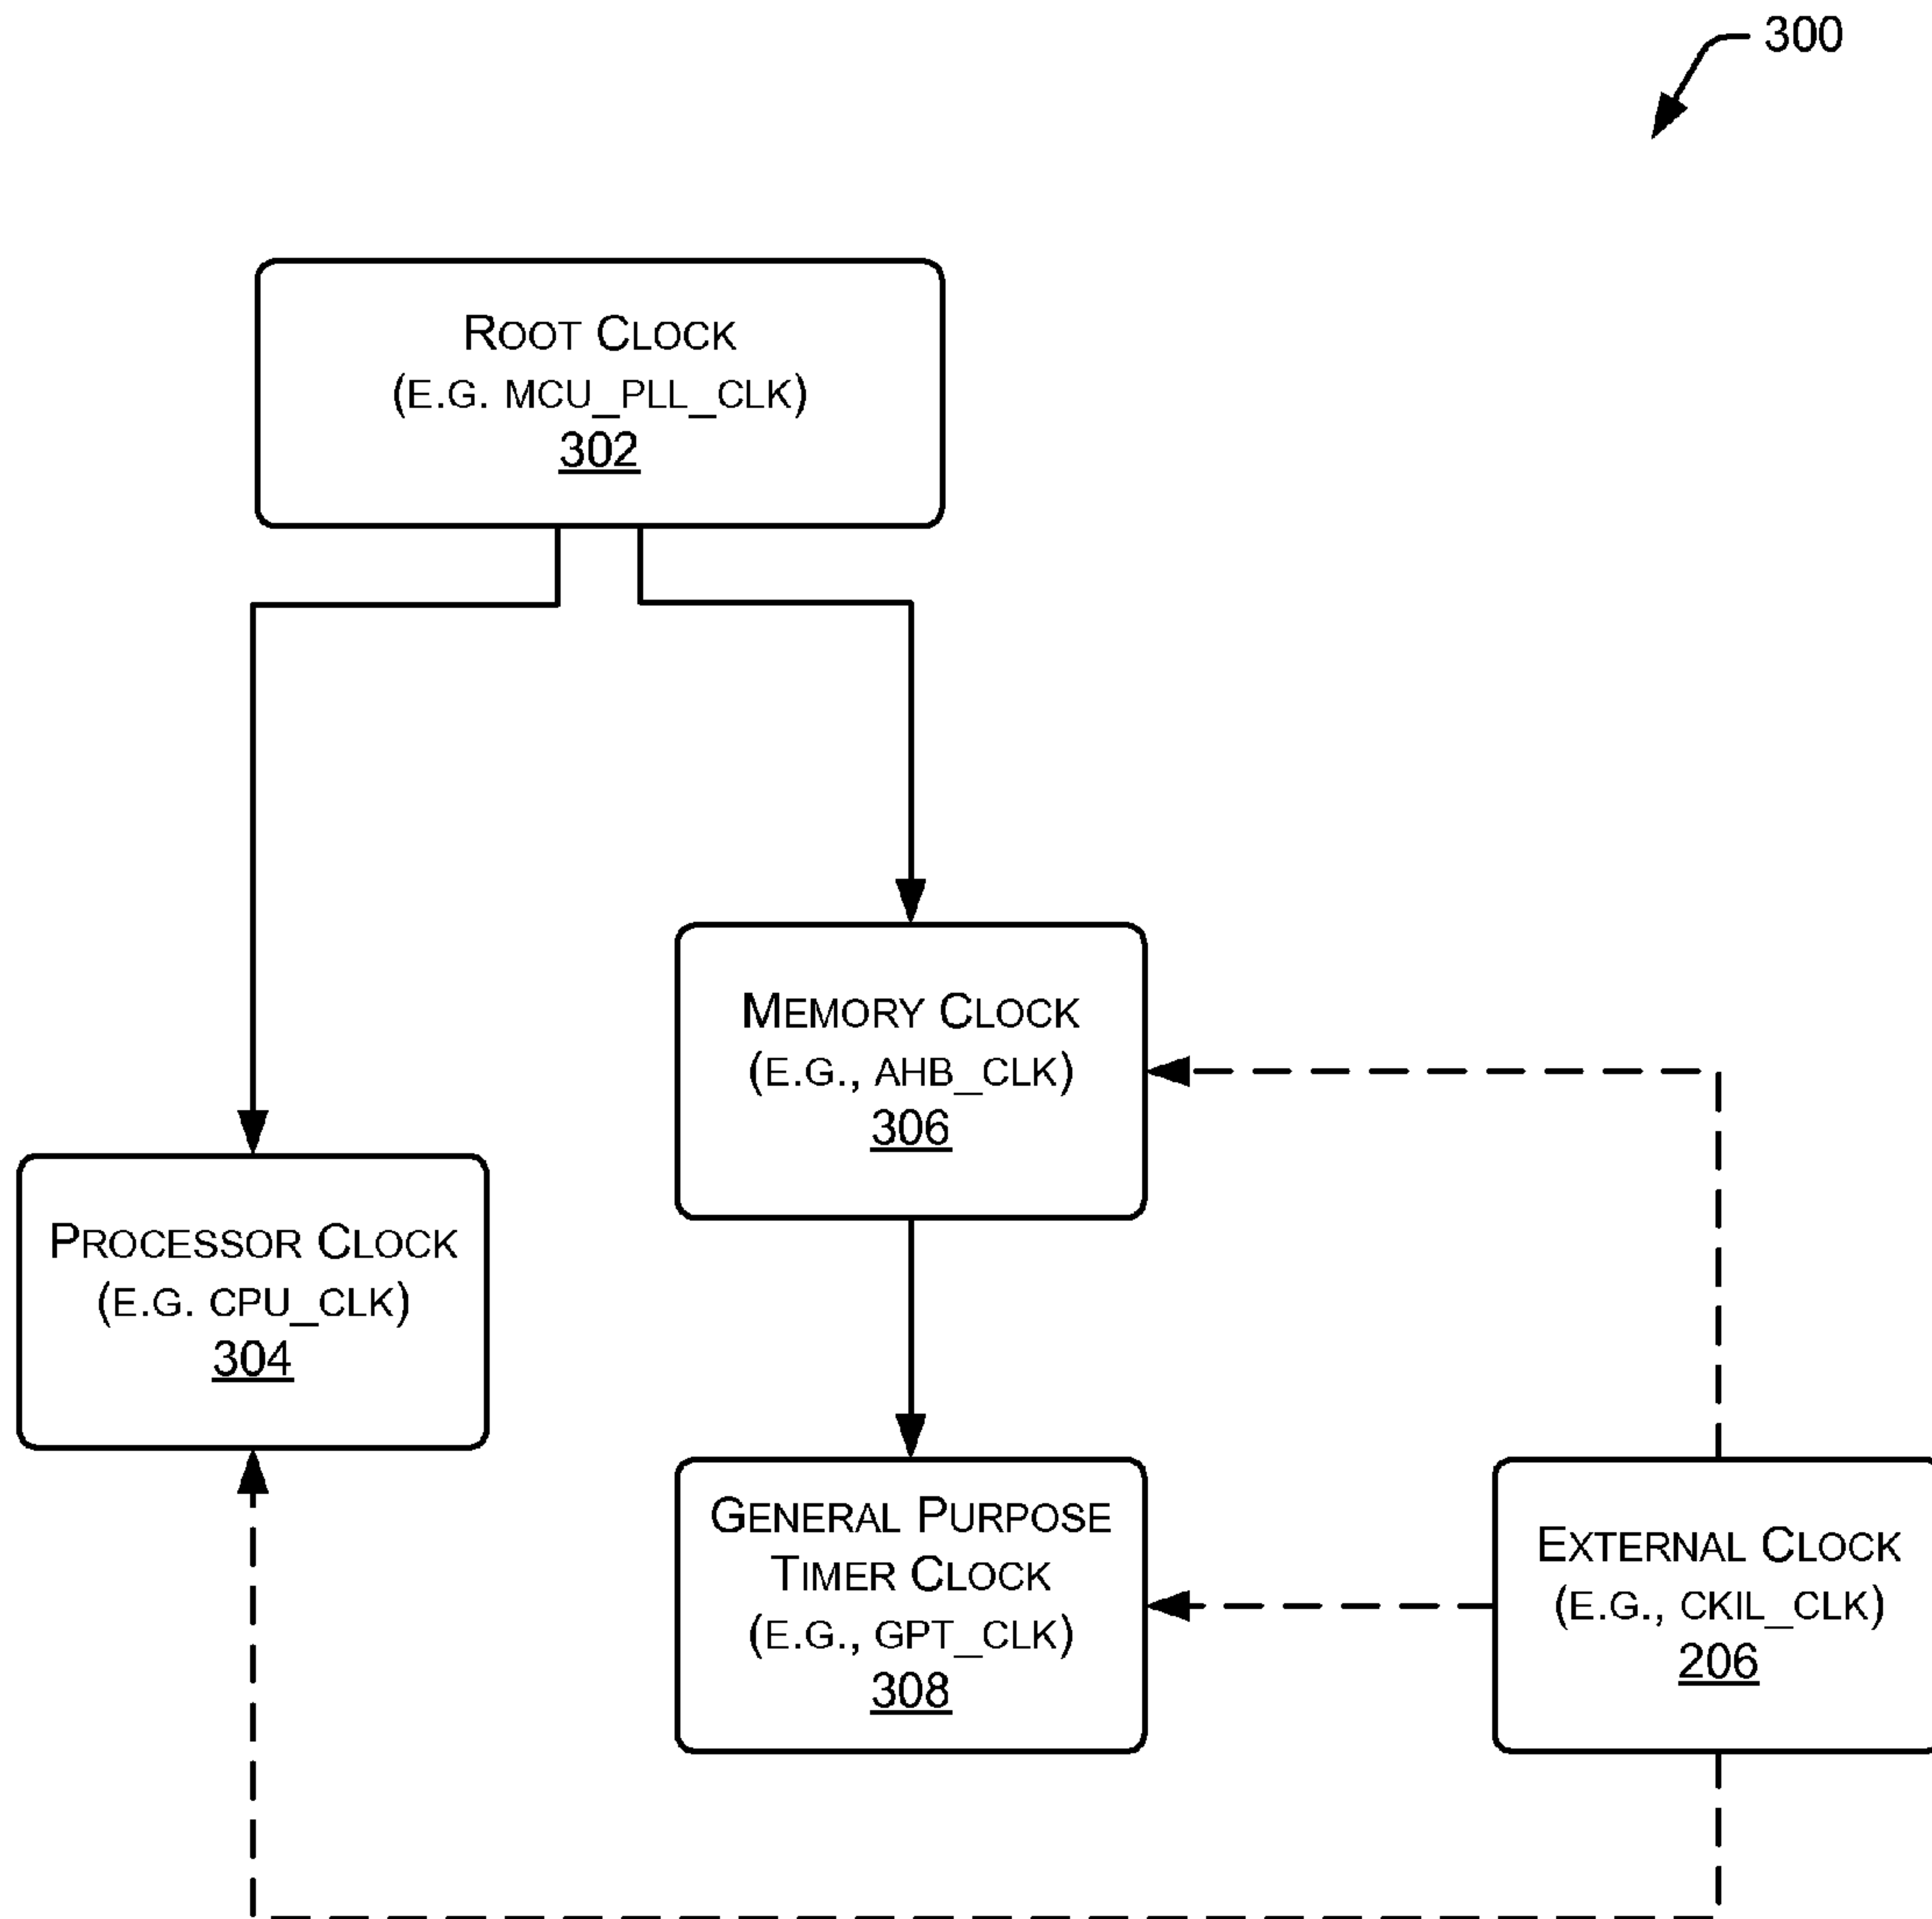 300
ROOT CLOCK
(E.G. MCU_PLL_CLK)
302
MEMORY CLOCK
(E.G., AHB_CLK)
306
PROCESSOR CLOCK
(E.G. CPU_CLK)
304
GENERAL PURPOSE
TIMER CLOCK
(E.G., GPT_CLK)
308
EXTERNAL CLOCK
(E.G., CKIL_CLK)
206